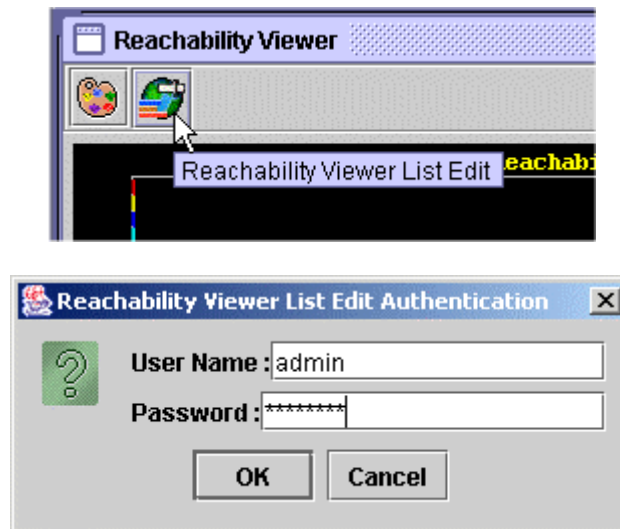 Reachability Viewer
Reachability Viewer List Edit
Reachability Viewer List Edit Authentication
User Name : admin
Password : ********
OK Cancel